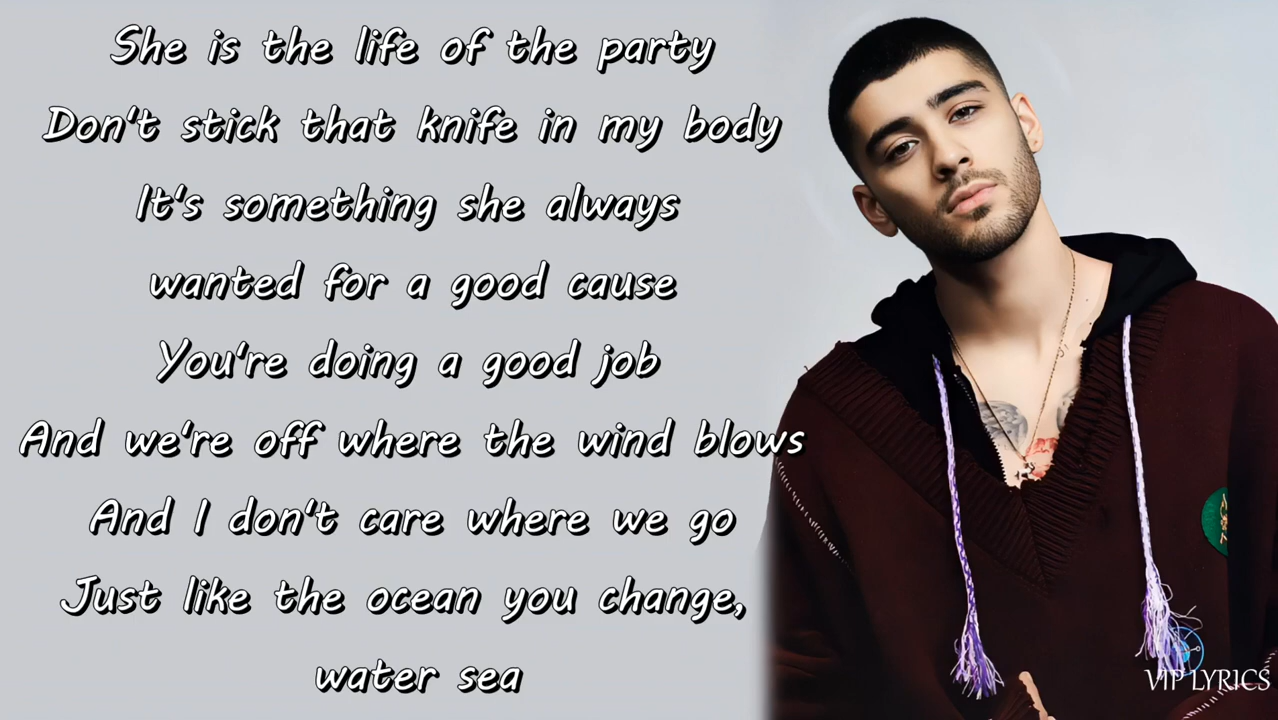 She is the life of the party
Don't stick that knife in my body
It's something she always
wanted for a good cause
You're doing a good job
And we're off where the wind blows
And I don't care where we go
Just like the ocean you change,
water sea
VIP LYRICS